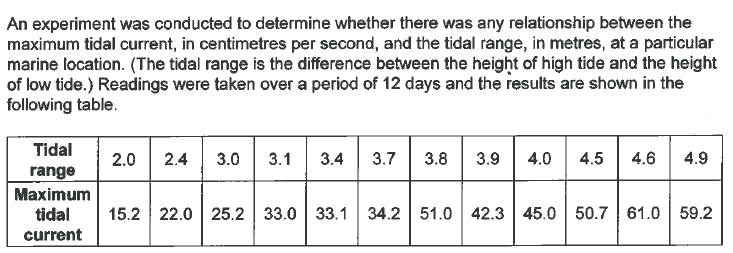 An experiment was conducted to determine whether there was any relationship between the
maximum tidal current, in centimetres per second, and the tidal range, in metres, at a particular
marine location. (The tidal range is the difference between the height of high tide and the height
of low tide.) Readings were taken over a period of 12 days and the results are shown in the
following table.
Tidal
range 2.0 2.4 3.0 3.1 3.4 3.7 3.8 3.9 4.0 4.5 4.6 4.9
Maximum
tidal 15.2 22.0 25.2 33.0 33.1 34.2 51.0 42.3 45.0 50.7 61.0 59.2
current